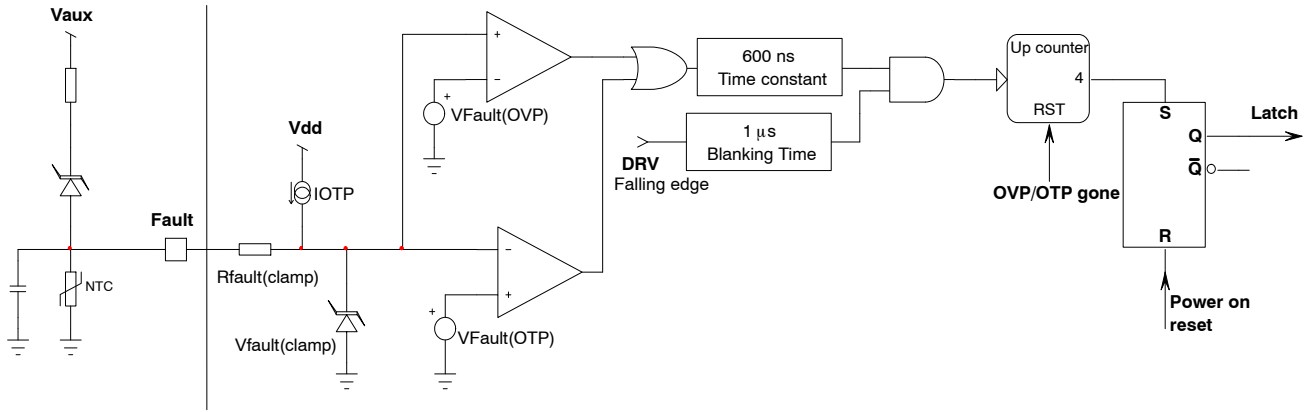 Vaux
Fault
NTC
Vdd
IOTP
Rfault(clamp)
Vfault(clamp)
+
−
+
VFault(OVP)
−
+
+
VFault(OTP)
600 ns
Time constant
1 μs
Blanking Time
DRV
Falling edge
Up counter
4
RST
OVP/OTP gone
S
Q
Q̅
R
Latch
Power on
reset